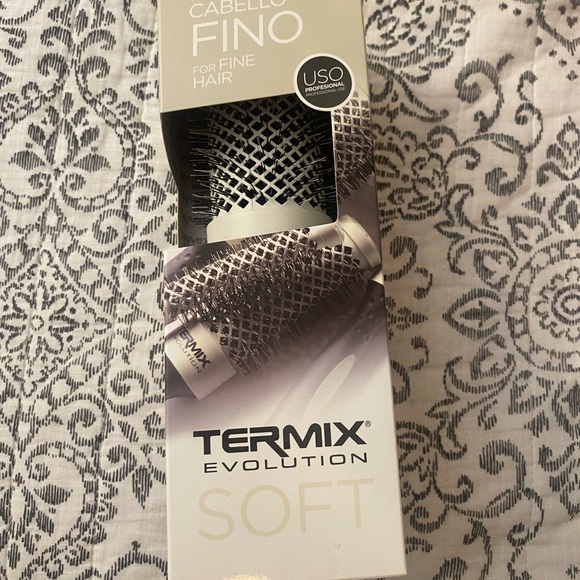 CABELLO
FINO
FOR FINE
HAIR
USO
PROFESIONAL
PROFESSIONAL USE
TERMIX
EVOLUTION
TERMIX®
EVOLUTION
SOFT